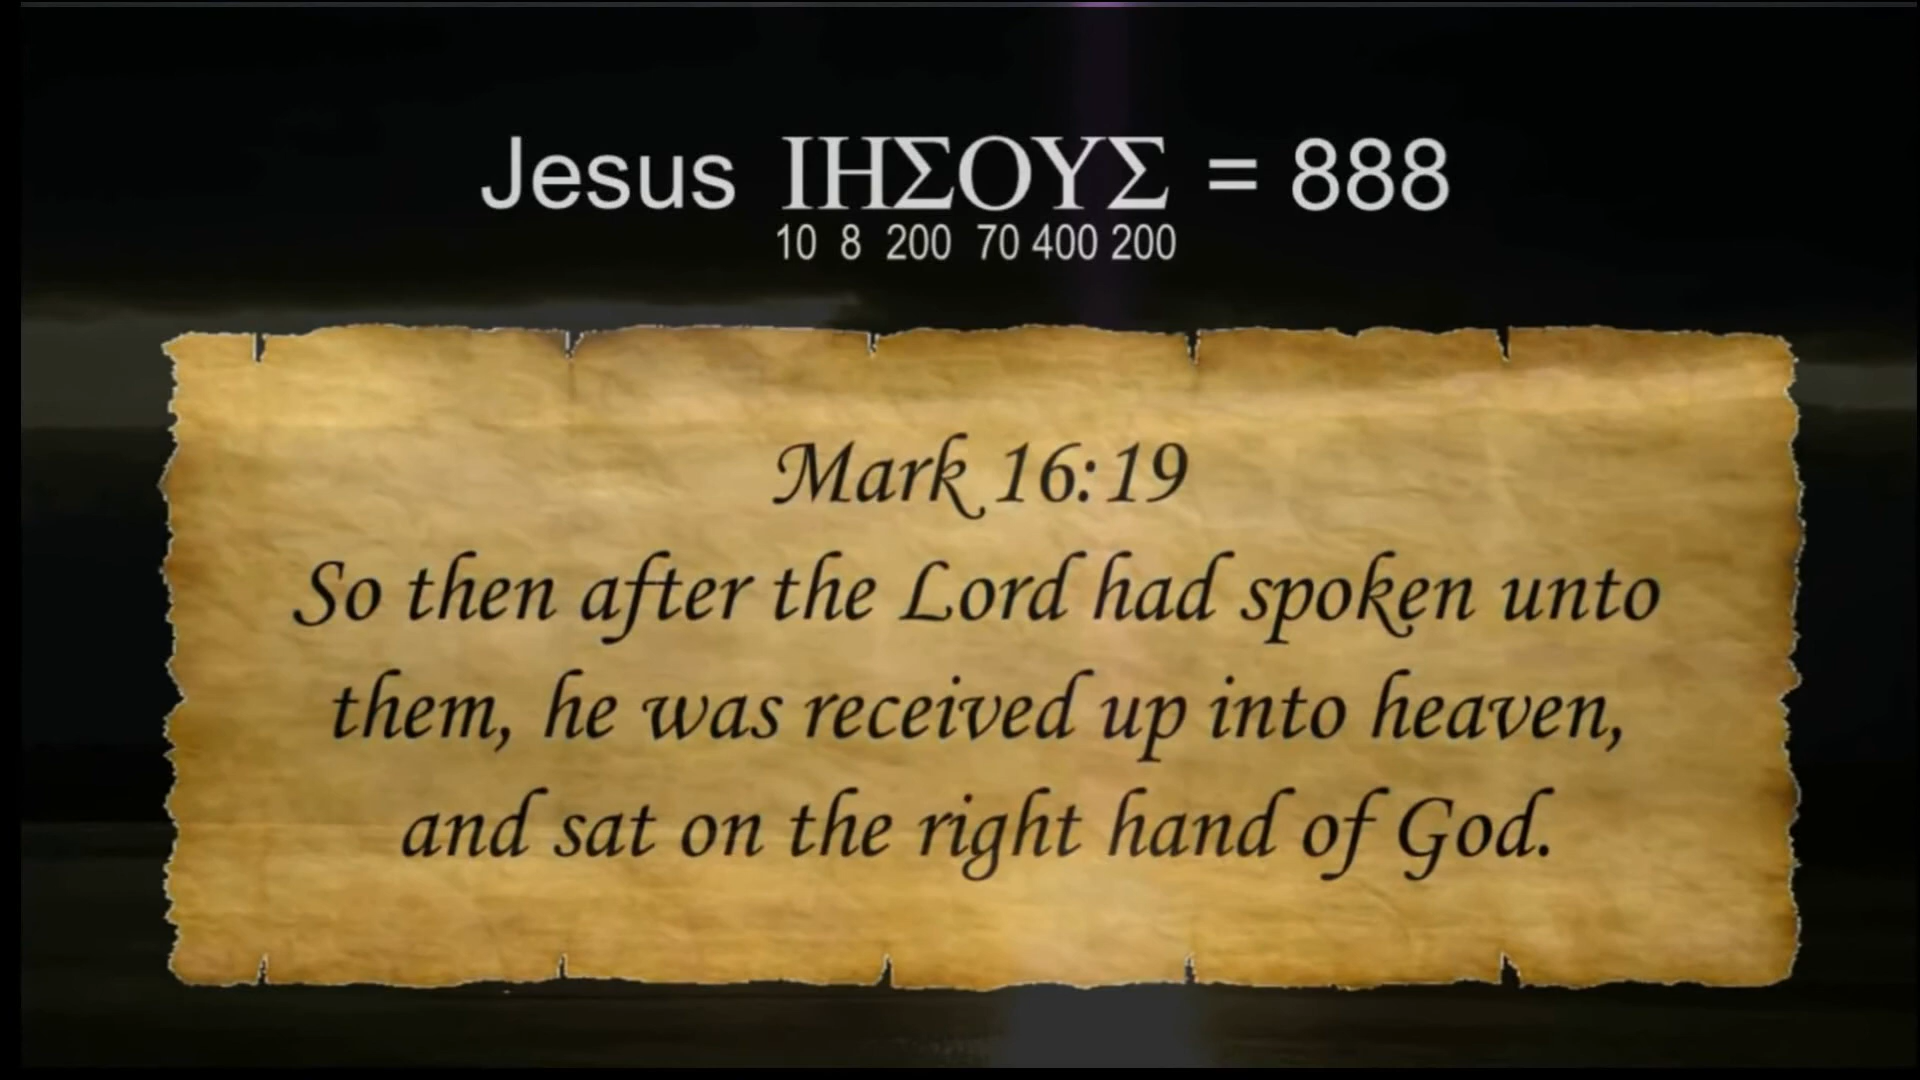 Jesus ΙΗΣΟΥΣ = 888
10 8 200 70 400 200
Mark 16:19
So then after the Lord had spoken unto
them, he was received up into heaven,
and sat on the right hand of God.